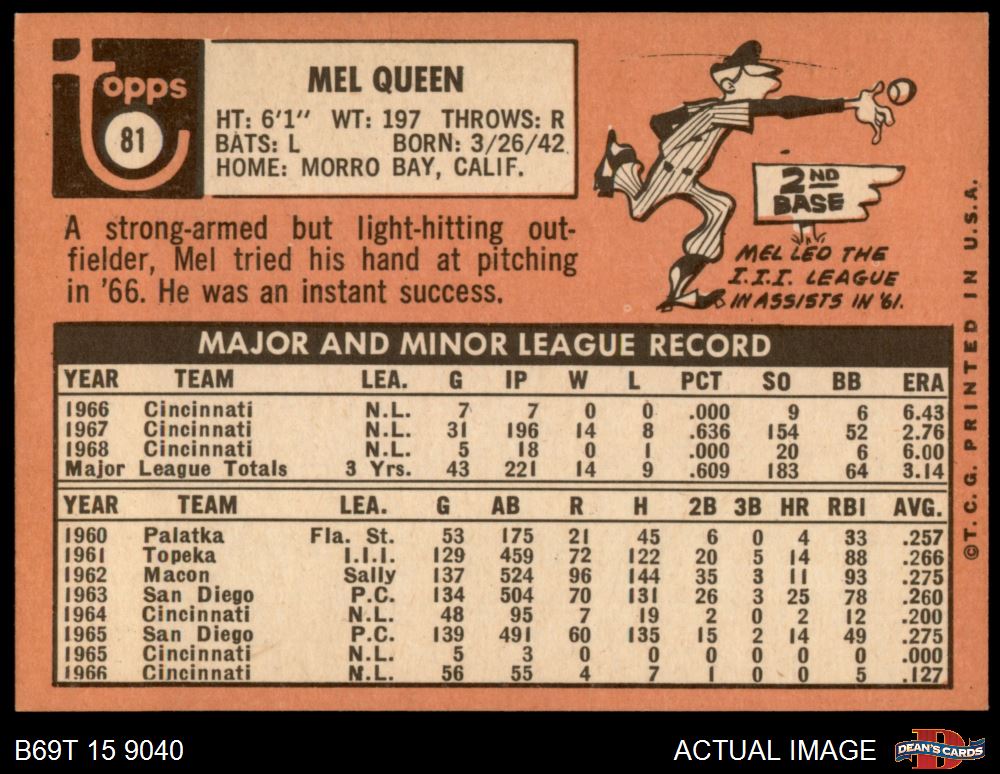 Topps
81
MEL QUEEN
HT: 6'1" WT: 197 THROWS: R
BATS: L BORN: 3/26/42
HOME: MORRO BAY, CALIF.
A strong-armed but light-hitting out-
fielder, Mel tried his hand at pitching
in '66. He was an instant success.
2ND
BASE
MEL LED THE
I.I.I. LEAGUE
IN ASSISTS IN '61.
MAJOR AND MINOR LEAGUE RECORD
YEAR TEAM LEA. G IP W L PCT SO BB ERA
1966 Cincinnati N.L. 7 7 0 0 .000 9 6 6.43
1967 Cincinnati N.L. 31 196 14 8 .636 154 52 2.76
1968 Cincinnati N.L. 5 18 0 1 .000 20 6 6.00
Major League Totals 3 Yrs. 43 221 14 9 .609 183 64 3.14
YEAR TEAM LEA. G AB R H 2B 3B HR RBI AVG.
1960 Palatka Fla. St. 53 175 21 45 6 0 4 33 .257
1961 Topeka I.I.I. 129 459 72 122 20 5 14 88 .266
1962 Macon Sally 137 524 96 144 35 3 11 93 .275
1963 San Diego P.C. 134 504 70 131 26 3 25 78 .260
1964 Cincinnati N.L. 48 95 7 19 2 0 2 12 .200
1965 San Diego P.C. 139 491 60 135 15 2 14 49 .275
1965 Cincinnati N.L. 5 3 0 0 0 0 0 0 .000
1966 Cincinnati N.L. 56 55 4 7 1 0 0 5 .127
©T.C.G. PRINTED IN U.S.A.
B69T 15 9040
ACTUAL IMAGE
D
DEAN'S CARDS